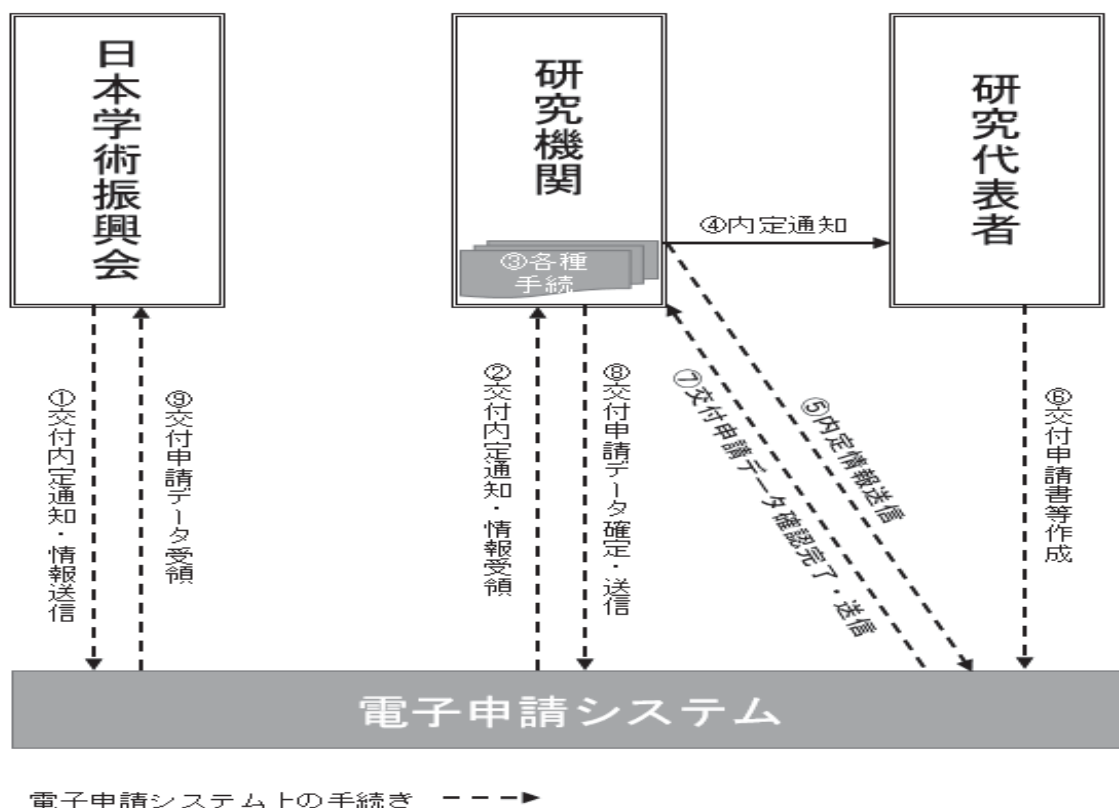 日本学術振興会
研究機関
研究代表者
③各種
手続
④内定通知
①交付内定通知・情報送信
⑨交付申請データ受領
②交付内定通知・情報受領
⑧交付申請データ確定・送信
⑦交付申請データ確認完了・送信
⑤内定情報送信
⑥交付申請書等作成
電子申請システム
電子申請システム上の手続き